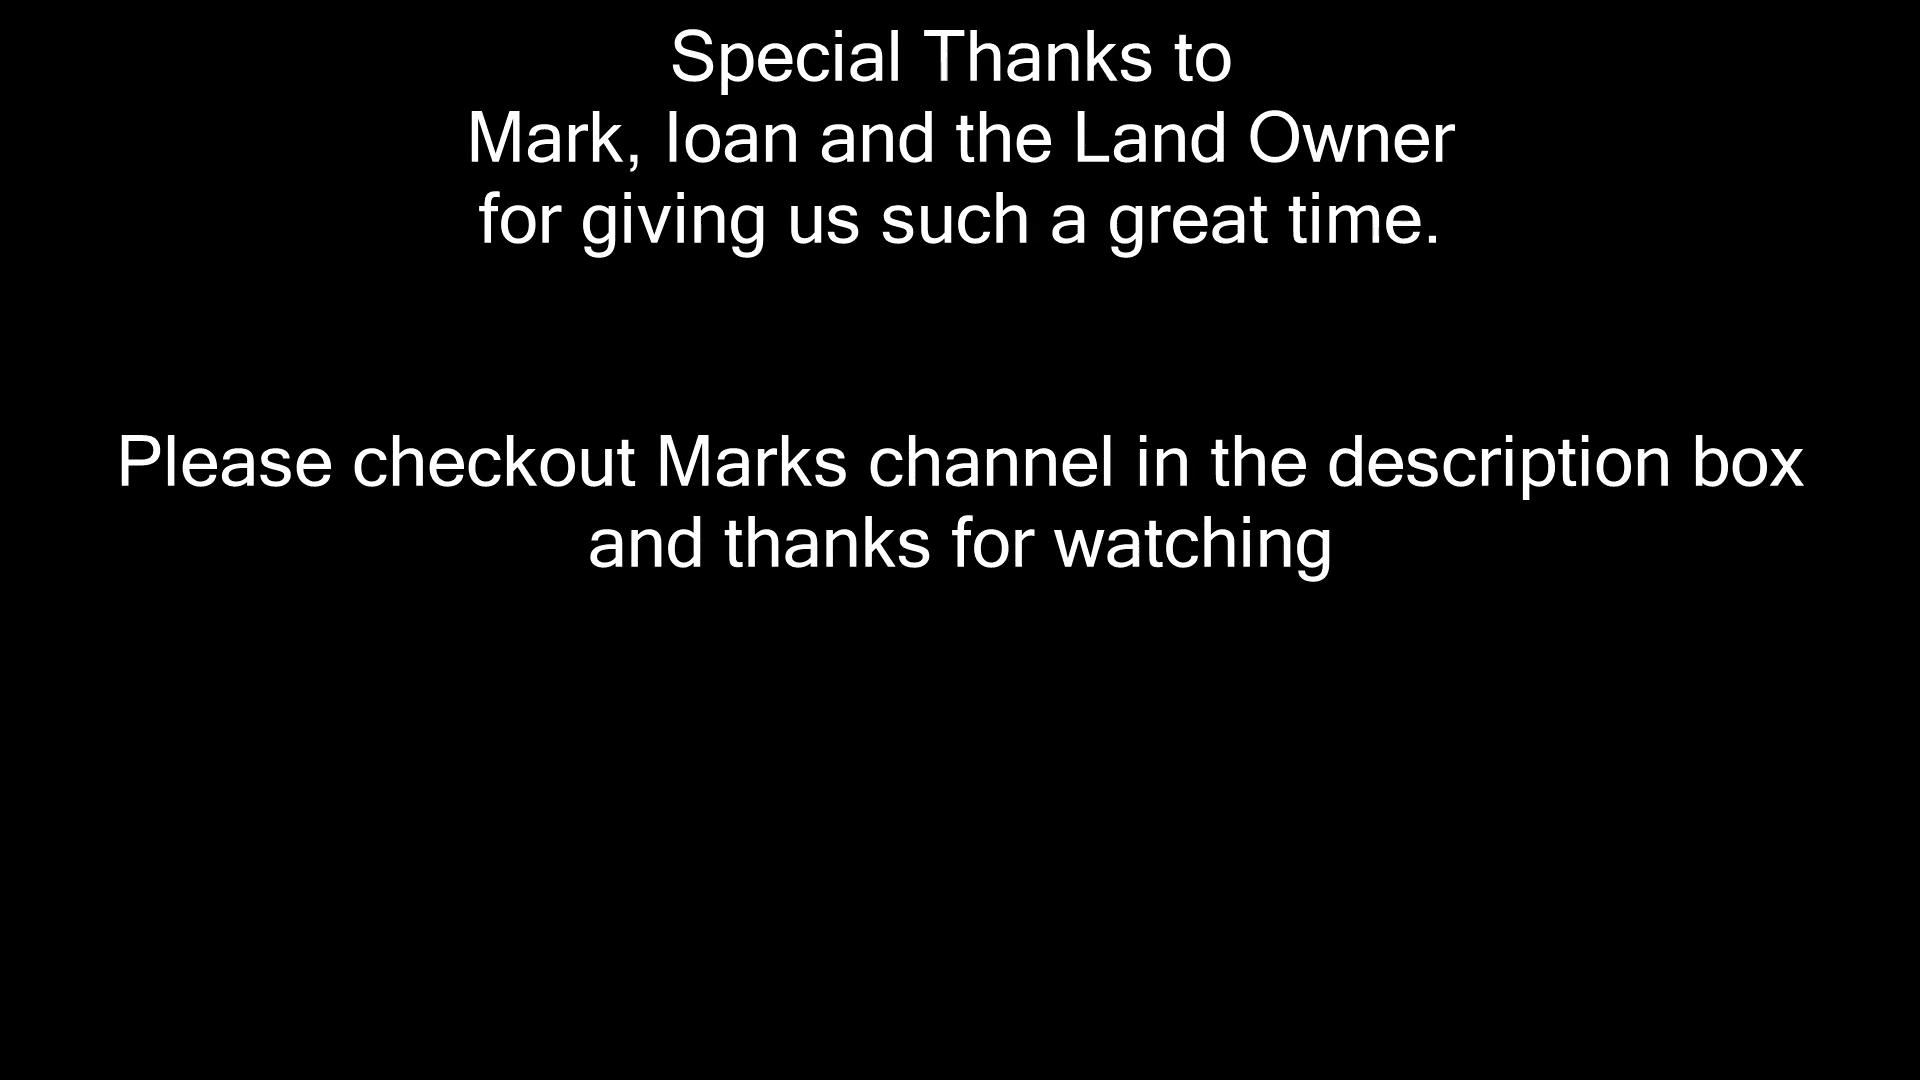 Special Thanks to
Mark, Ioan and the Land Owner
for giving us such a great time.
Please checkout Marks channel in the description box
and thanks for watching